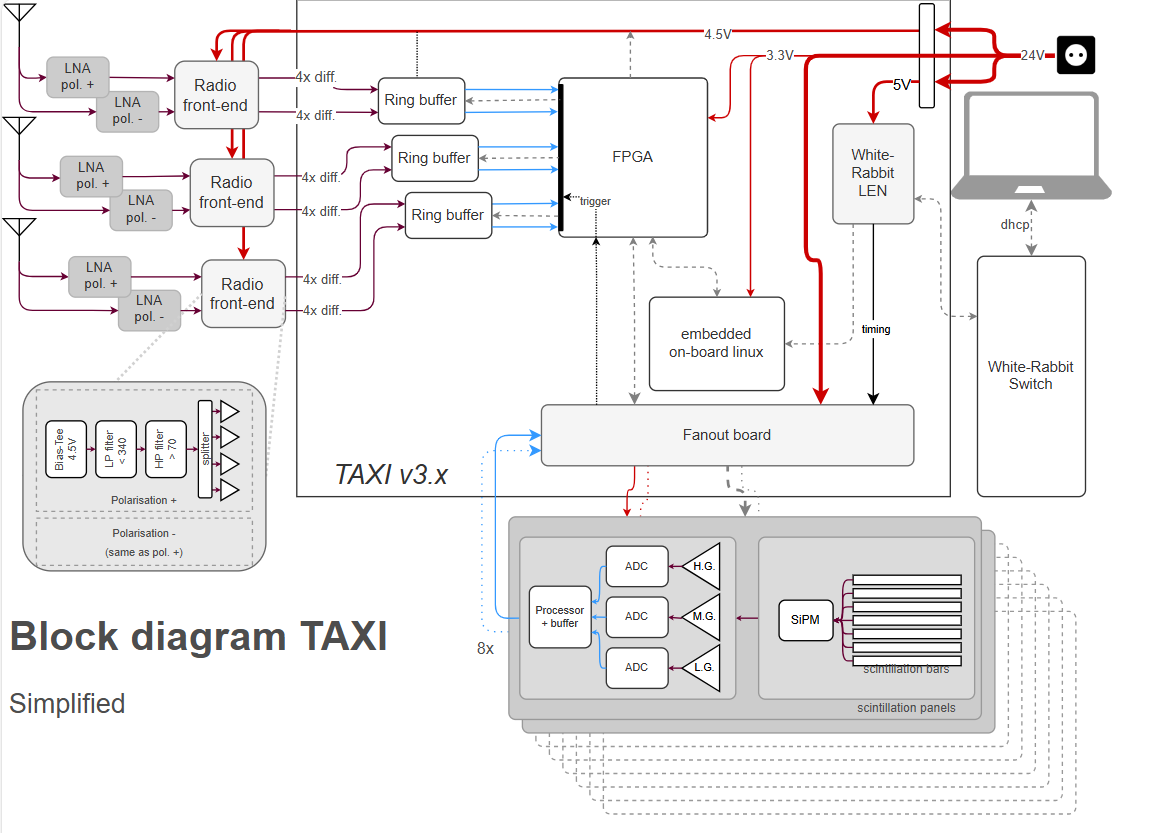 4.5V
3.3V
24V
5V
LNA
pol. +
LNA
pol. -
Radio
front-end
4x diff.
4x diff.
Ring buffer
LNA
pol. +
LNA
pol. -
Radio
front-end
4x diff.
4x diff.
Ring buffer
LNA
pol. +
LNA
pol. -
Radio
front-end
4x diff.
4x diff.
Ring buffer
FPGA
trigger
White-
Rabbit
LEN
dhcp
embedded
on-board linux
timing
White-Rabbit
Switch
Fanout board
TAXI v3.x
Bias-Tee
4.5V
LP filter
< 340
HP filter
> 70
splitter
Polarisation +
Polarisation -
(same as pol. +)
Processor
+ buffer
ADC
H.G.
ADC
M.G.
ADC
L.G.
SiPM
scintillation bars
scintillation panels
8x
Block diagram TAXI
Simplified